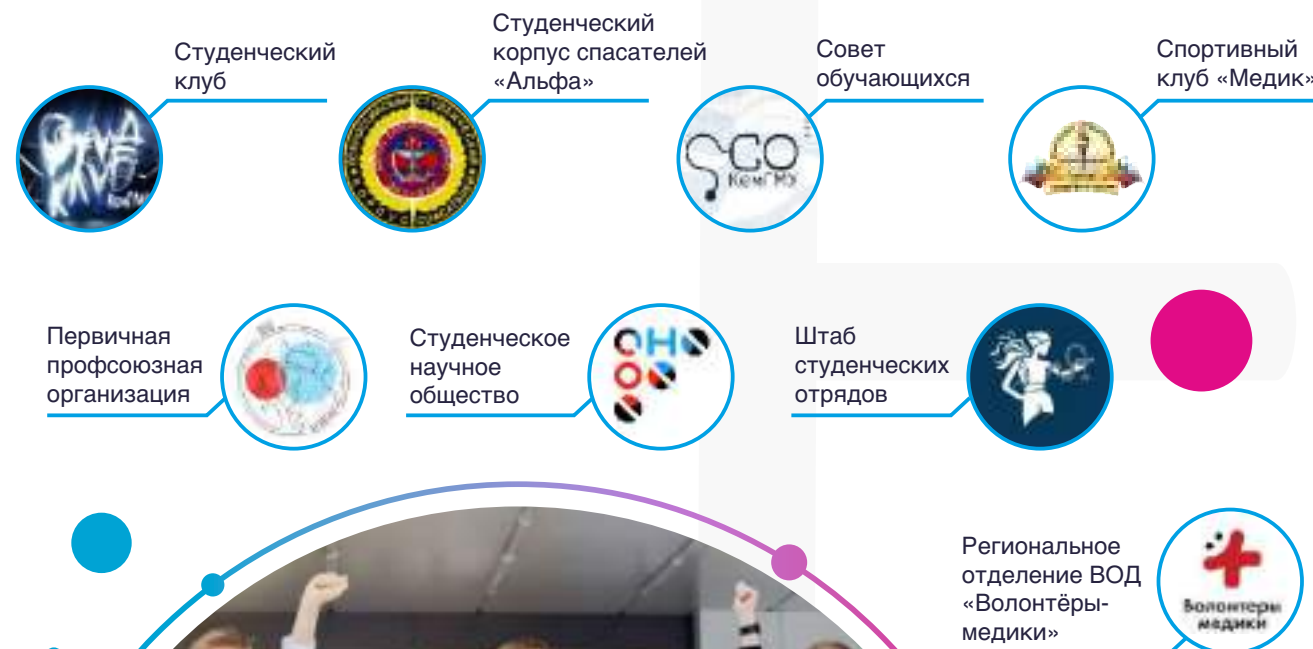 Студенческий
клуб
Студенческий
корпус спасателей
«Альфа»
Совет
обучающихся
Спортивный
клуб «Медик»
СО
КемГМУ
Первичная
профсоюзная
организация
Студенческое
научное
общество
Штаб
студенческих
отрядов
Региональное
отделение ВОД
«Волонтёры-
медики»
Волонтеры
медики